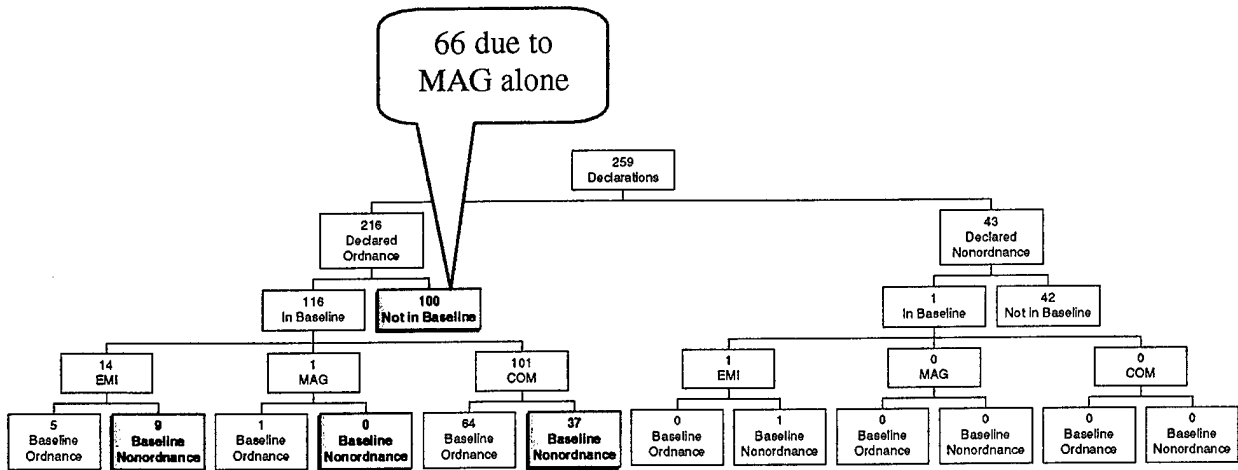 66 due to
MAG alone
259
Declarations
216
Declared
Ordnance
43
Declared
Nonordnance
116
In Baseline
100
Not in Baseline
1
In Baseline
42
Not in Baseline
14
EMI
1
MAG
101
COM
1
EMI
0
MAG
0
COM
5
Baseline
Ordnance
9
Baseline
Nonordnance
1
Baseline
Ordnance
0
Baseline
Nonordnance
64
Baseline
Ordnance
37
Baseline
Nonordnance
0
Baseline
Ordnance
1
Baseline
Nonordnance
0
Baseline
Ordnance
0
Baseline
Nonordnance
0
Baseline Ordnance
0
Baseline
Nonordnance